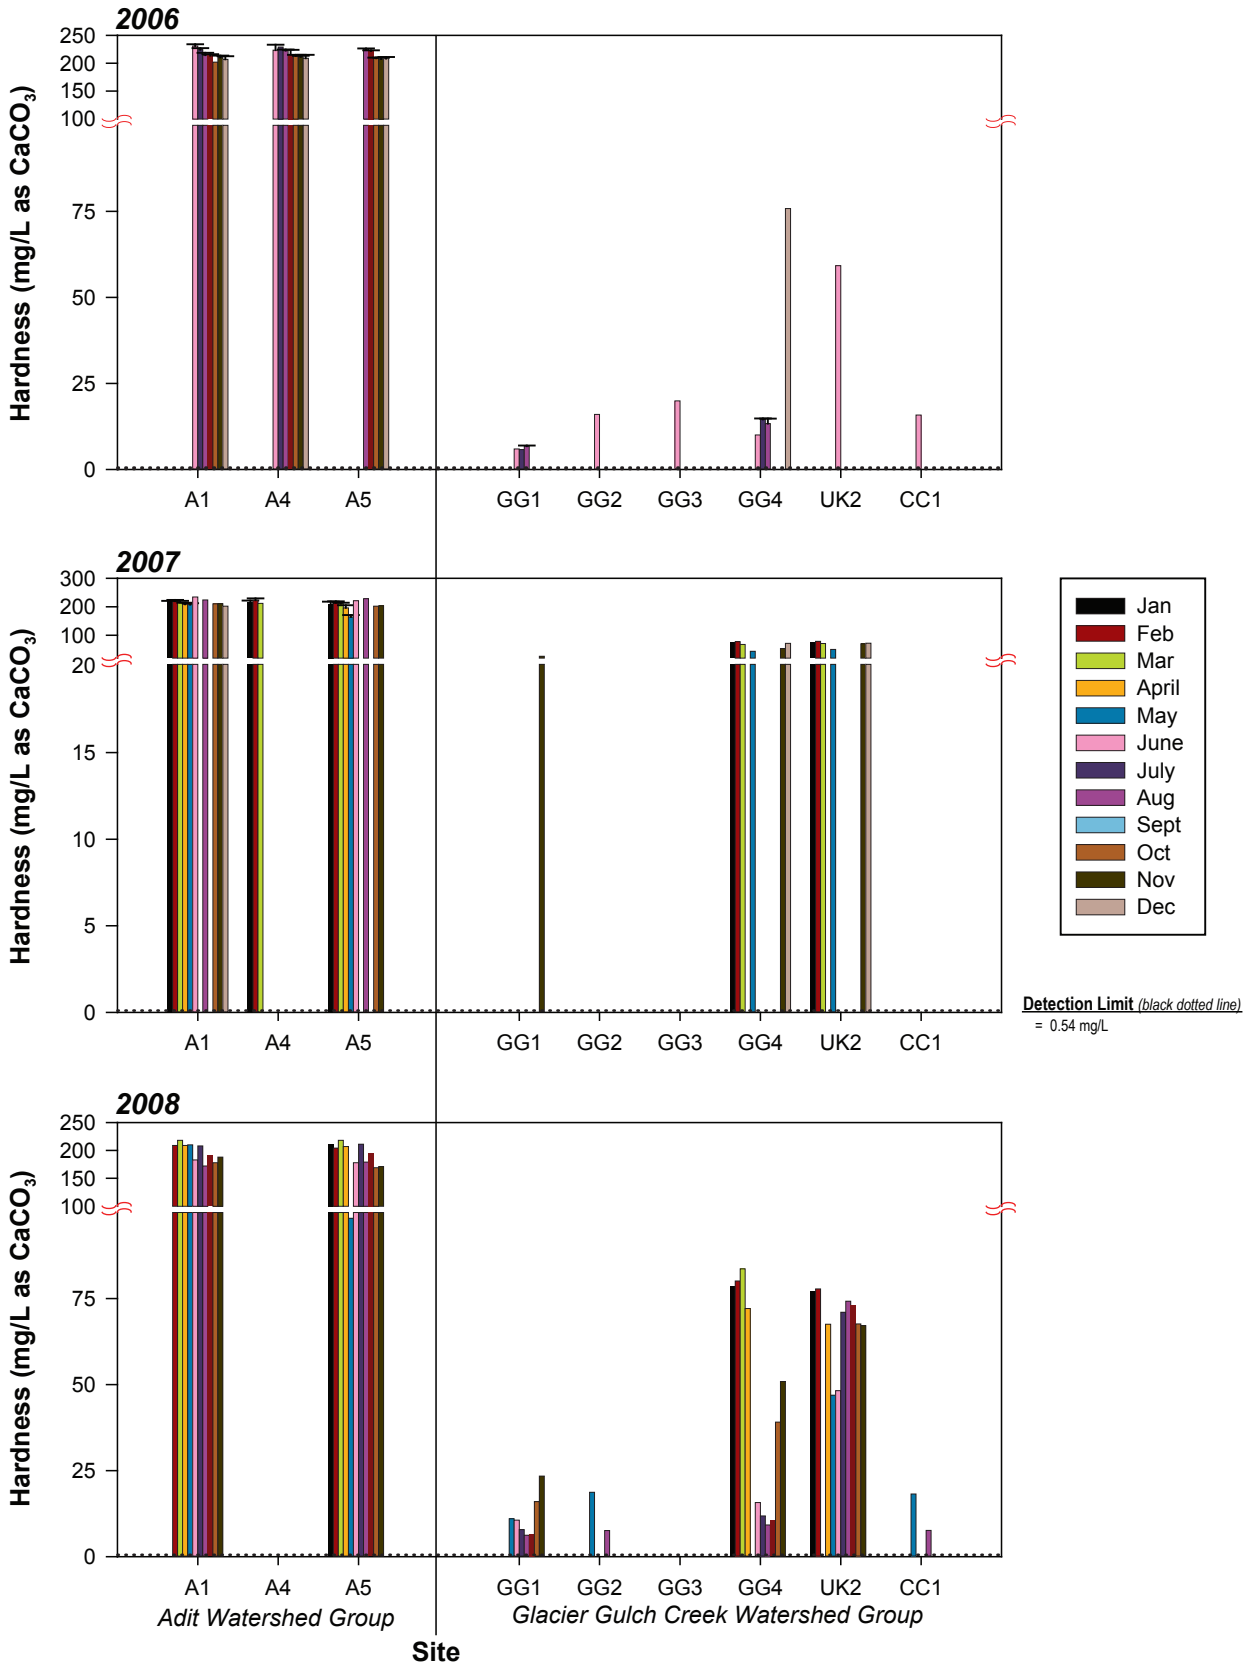 2006
Hardness (mg/L as CaCO₃)
250
200
150
100
75
50
25
0
A1 A4 A5 GG1 GG2 GG3 GG4 UK2 CC1
2007
Hardness (mg/L as CaCO₃)
300
200
100
20
15
10
5
0
A1 A4 A5 GG1 GG2 GG3 GG4 UK2 CC1
Jan
Feb
Mar
April
May
June
July
Aug
Sept
Oct
Nov
Dec
Detection Limit (black dotted line)
= 0.54 mg/L
2008
Hardness (mg/L as CaCO₃)
250
200
150
100
75
50
25
0
A1 A4 A5 GG1 GG2 GG3 GG4 UK2 CC1
Adit Watershed Group Glacier Gulch Creek Watershed Group
Site